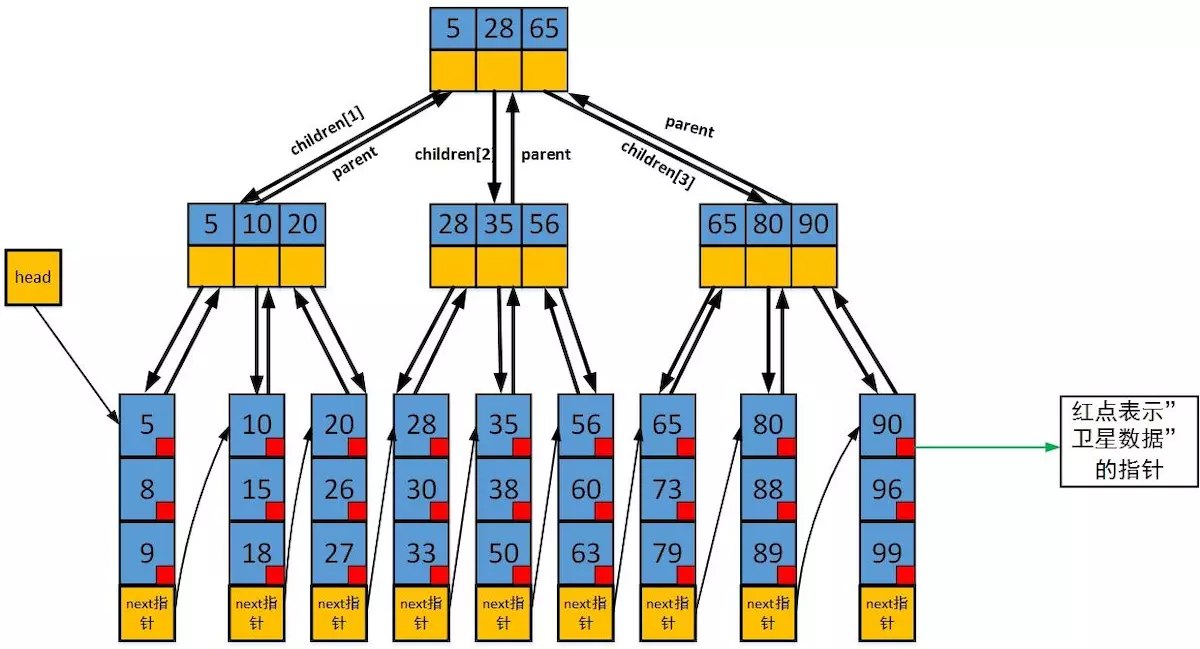 5 28 65
children[1]
parent
children[2]
parent
children[3]
parent
5 10 20
28 35 56
65 80 90
head
5 10 20 28 35 56 65 80 90
8 15 26 30 38 60 73 88 96
9 18 27 33 50 63 79 89 99
next指 next指 next指 next指 next指 next指 next指 next指 next指
针 针 针 针 针 针 针 针 针
红点表示”
卫星数据”
的指针